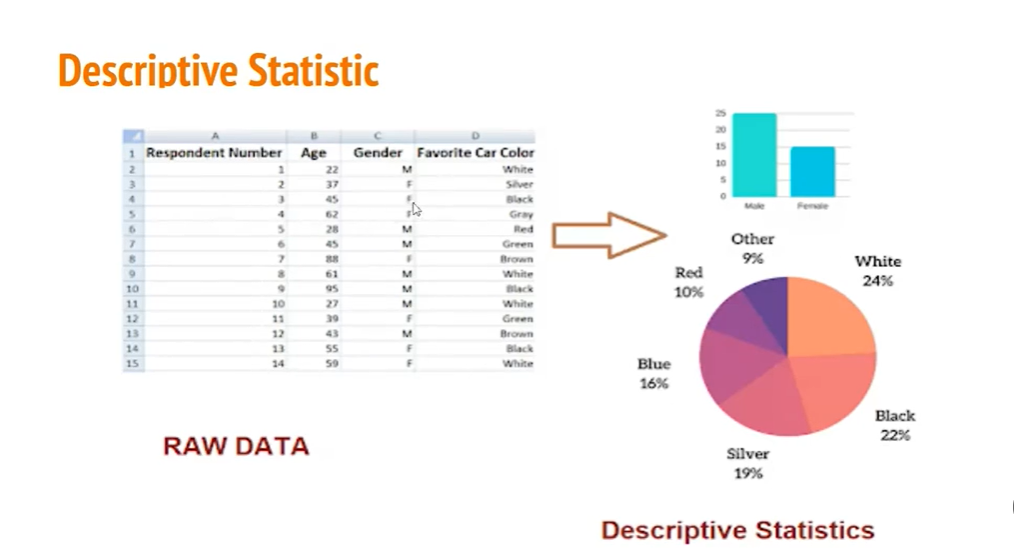 Descriptive Statistic
A B C D
1 Respondent Number Age Gender Favorite Car Color
2 1 22 M White
3 2 37 F Silver
4 3 45 F Black
5 4 62 F Gray
6 5 28 M Red
7 6 45 M Green
8 7 88 F Brown
9 8 61 M White
10 9 95 M Black
11 10 27 M White
12 11 39 F Green
13 12 43 M Brown
14 13 55 F Black
15 14 59 F White
RAW DATA
25
20
15
10
5
0
Male Female
Other
9%
White
24%
Red
10%
Blue
16%
Black
22%
Silver
19%
Descriptive Statistics